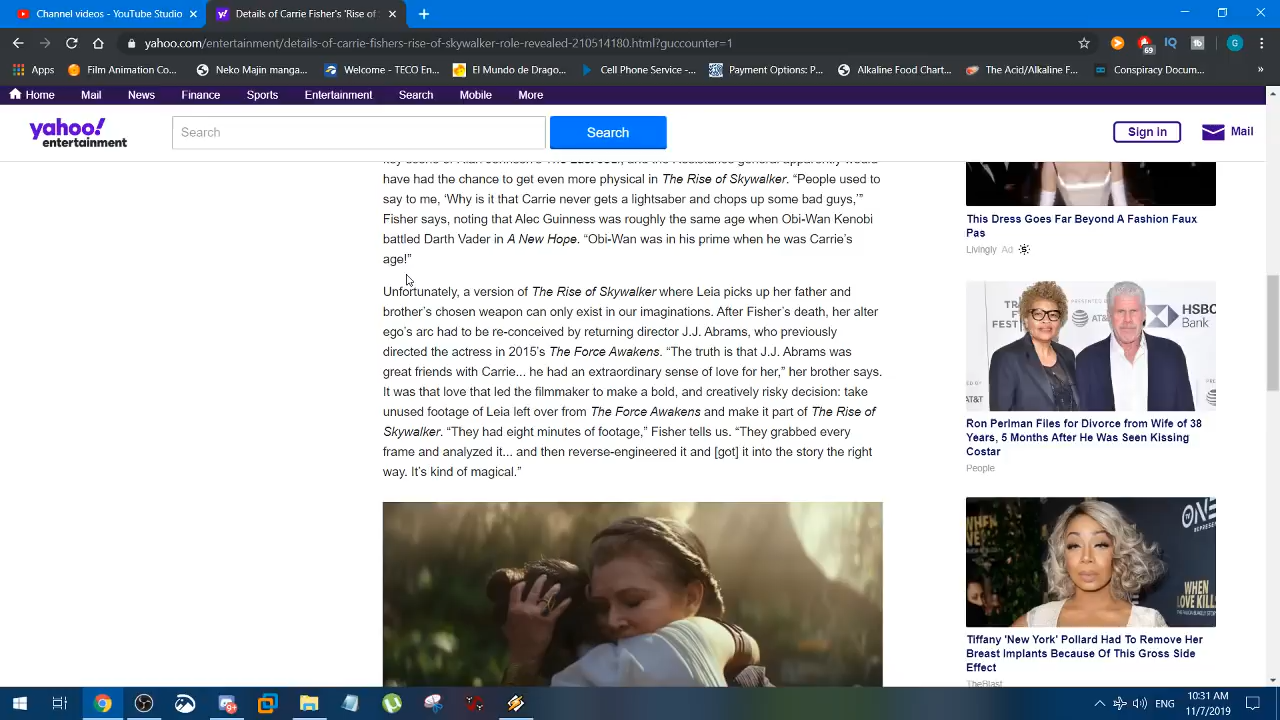 Channel videos - YouTube Studio
Details of Carrie Fisher's 'Rise of
yahoo.com/entertainment/details-of-carrie-fishers-rise-of-skywalker-role-revealed-210514180.html?guccounter=1
69
IQ
G
Apps
Film Animation Co...
Neko Majin manga...
Welcome - TECO En...
El Mundo de Drago...
Cell Phone Service -...
Payment Options: P...
Alkaline Food Chart...
The Acid/Alkaline F...
Conspiracy Docum...
»
Home Mail News Finance Sports Entertainment Search Mobile More
yahoo!
entertainment
Search
Search
Sign in
Mail
have had the chance to get even more physical in The Rise of Skywalker. “People used to
say to me, ‘Why is it that Carrie never gets a lightsaber and chops up some bad guys,’”
Fisher says, noting that Alec Guinness was roughly the same age when Obi-Wan Kenobi
battled Darth Vader in A New Hope. “Obi-Wan was in his prime when he was Carrie’s
age!”
Unfortunately, a version of The Rise of Skywalker where Leia picks up her father and
brother’s chosen weapon can only exist in our imaginations. After Fisher’s death, her alter
ego’s arc had to be re-conceived by returning director J.J. Abrams, who previously
directed the actress in 2015’s The Force Awakens. “The truth is that J.J. Abrams was
great friends with Carrie... he had an extraordinary sense of love for her,” her brother says.
It was that love that led the filmmaker to make a bold, and creatively risky decision: take
unused footage of Leia left over from The Force Awakens and make it part of The Rise of
Skywalker. “They had eight minutes of footage,” Fisher tells us. “They grabbed every
frame and analyzed it... and then reverse-engineered it and [got] it into the story the right
way. It’s kind of magical.”
This Dress Goes Far Beyond A Fashion Faux
Pas
Livingly Ad
AT&T
HSBC
Bank
Ron Perlman Files for Divorce from Wife of 38
Years, 5 Months After He Was Seen Kissing
Costar
People
WHEN
LOVE KILLS
ONE
Tiffany 'New York' Pollard Had To Remove Her
Breast Implants Because Of This Gross Side
Effect
TheBlast
ENG
10:31 AM
11/7/2019